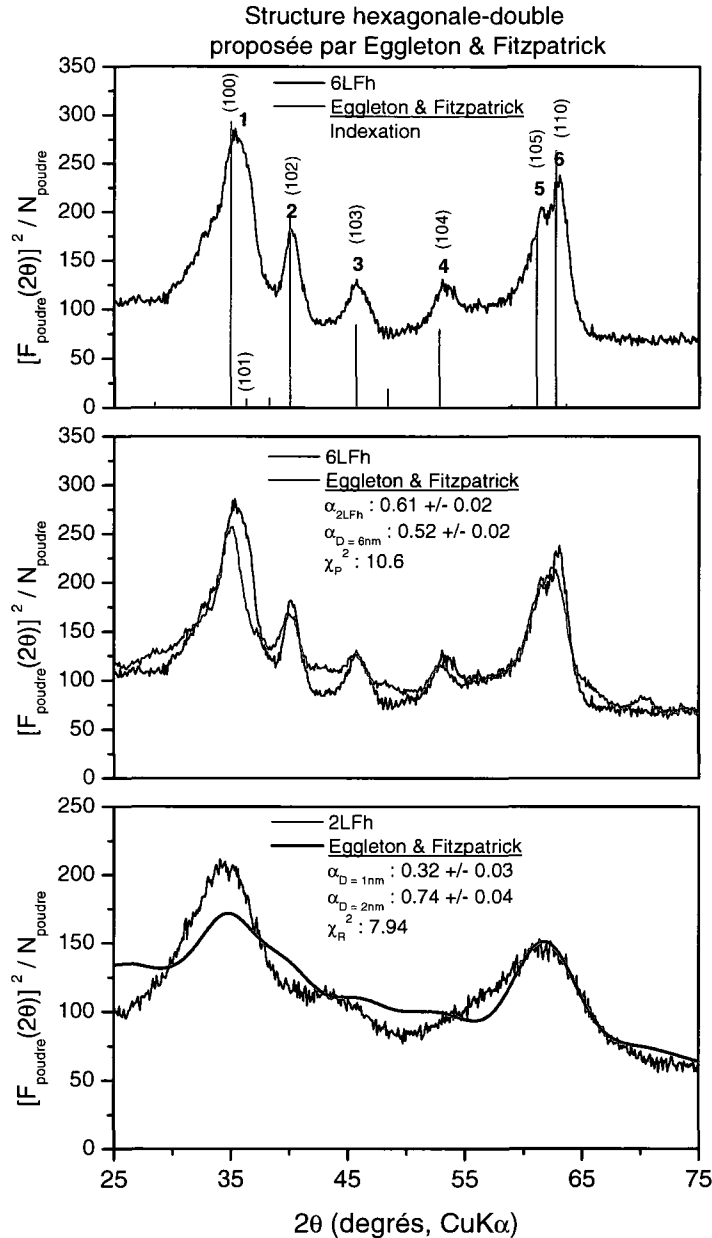 Structure hexagonale-double
proposée par Eggleton & Fitzpatrick
350
300
250
200
150
100
50
0
[F_poudre(2θ)]² / N_poudre
6LFh
Eggleton & Fitzpatrick
Indexation
(100)
1
(101)
(102)
2
(103)
3
(104)
4
(105)
5
(110)
6
350
300
250
200
150
100
50
0
[F_poudre(2θ)]² / N_poudre
6LFh
Eggleton & Fitzpatrick
α_2LFh : 0.61 +/- 0.02
α_D = 6nm : 0.52 +/- 0.02
χ_P² : 10.6
250
200
150
100
50
0
[F_poudre(2θ)]² / N_poudre
2LFh
Eggleton & Fitzpatrick
α_D = 1nm : 0.32 +/- 0.03
α_D = 2nm : 0.74 +/- 0.04
χ_R² : 7.94
25 35 45 55 65 75
2θ (degrés, CuKα)